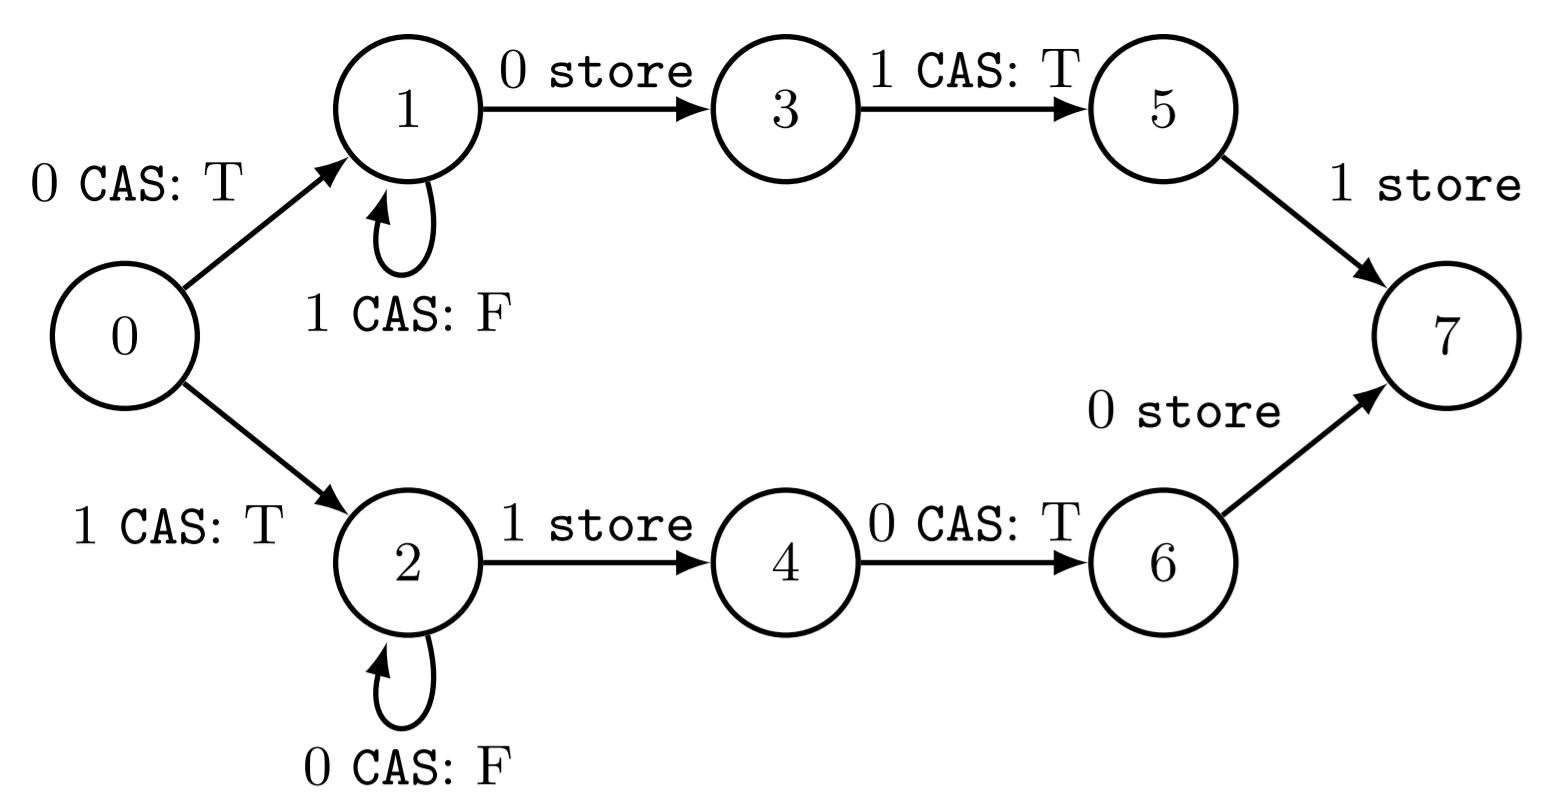 0 store
1 CAS: T
1
3
5
0 CAS: T
1 store
1 CAS: F
0
7
0 store
1 CAS: T
1 store
0 CAS: T
2
4
6
0 CAS: F